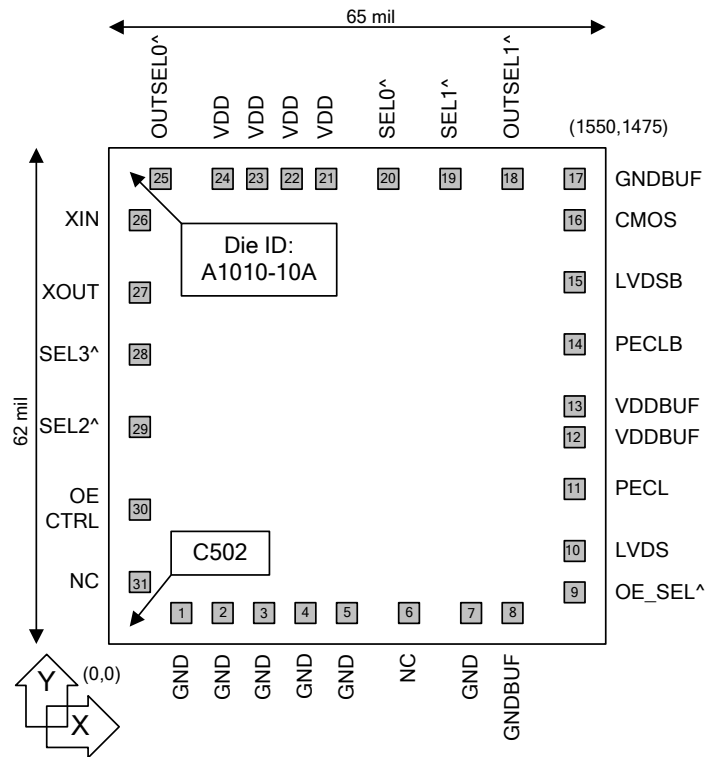 65 mil
OUTSEL0^
VDD
VDD
VDD
VDD
SEL0^
SEL1^
OUTSEL1^
(1550,1475)
25
24
23
22
21
20
19
18
17
GNDBUF
XIN
26
Die ID:
A1010-10A
16
CMOS
XOUT
27
15
LVDSB
SEL3^
28
14
PECLB
62 mil
SEL2^
29
13
VDDBUF
12
VDDBUF
OE
CTRL
30
11
PECL
C502
10
LVDS
NC
31
9
OE_SEL^
1
2
3
4
5
6
7
8
(0,0)
GND
GND
GND
GND
GND
NC
GND
GNDBUF
Y
X